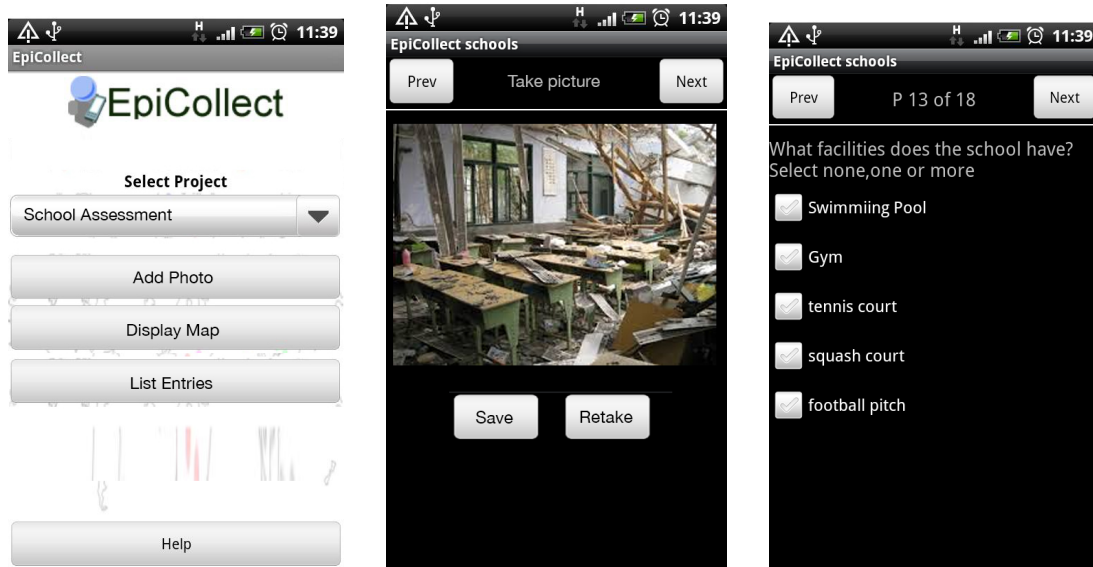 H
11:39
EpiCollect
EpiCollect
Select Project
School Assessment
Add Photo
Display Map
List Entries
Help
H
11:39
EpiCollect schools
Prev
Take picture
Next
Save
Retake
H
11:39
EpiCollect schools
Prev
P 13 of 18
Next
What facilities does the school have?
Select none,one or more
Swimmiing Pool
Gym
tennis court
squash court
football pitch